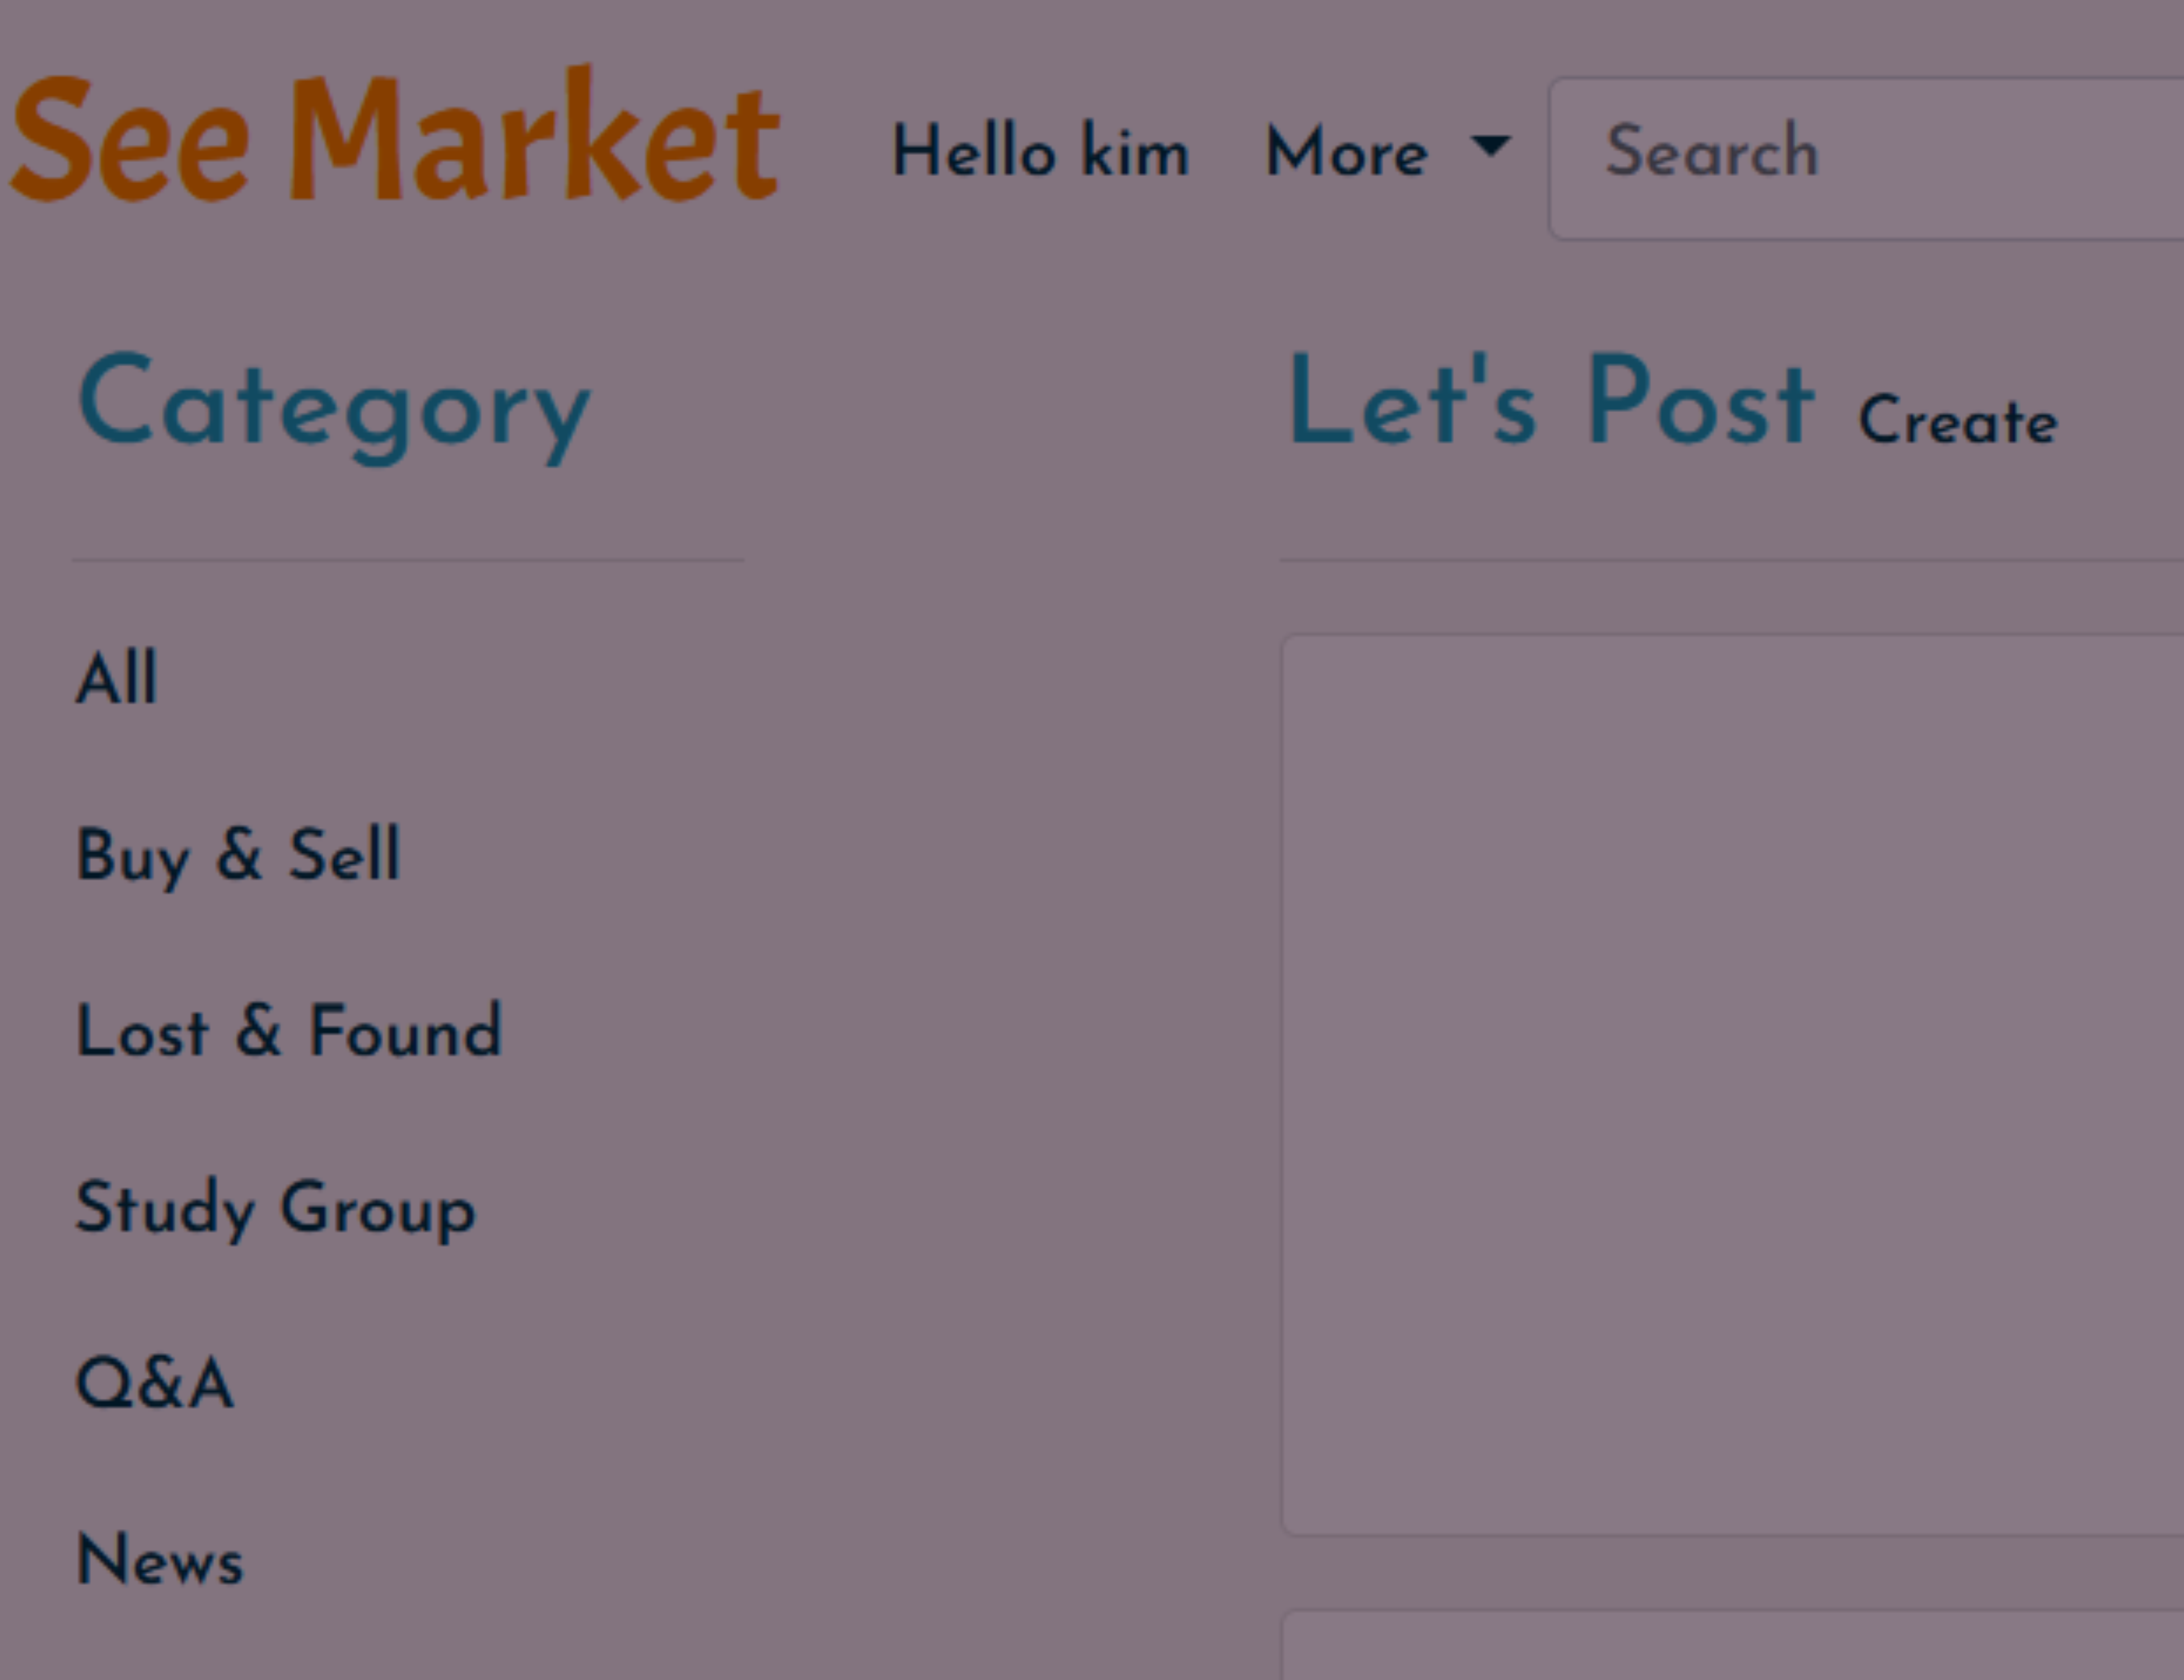 See Market Hello kim More Search
Category
Let's Post Create
All
Buy & Sell
Lost & Found
Study Group
Q&A
News